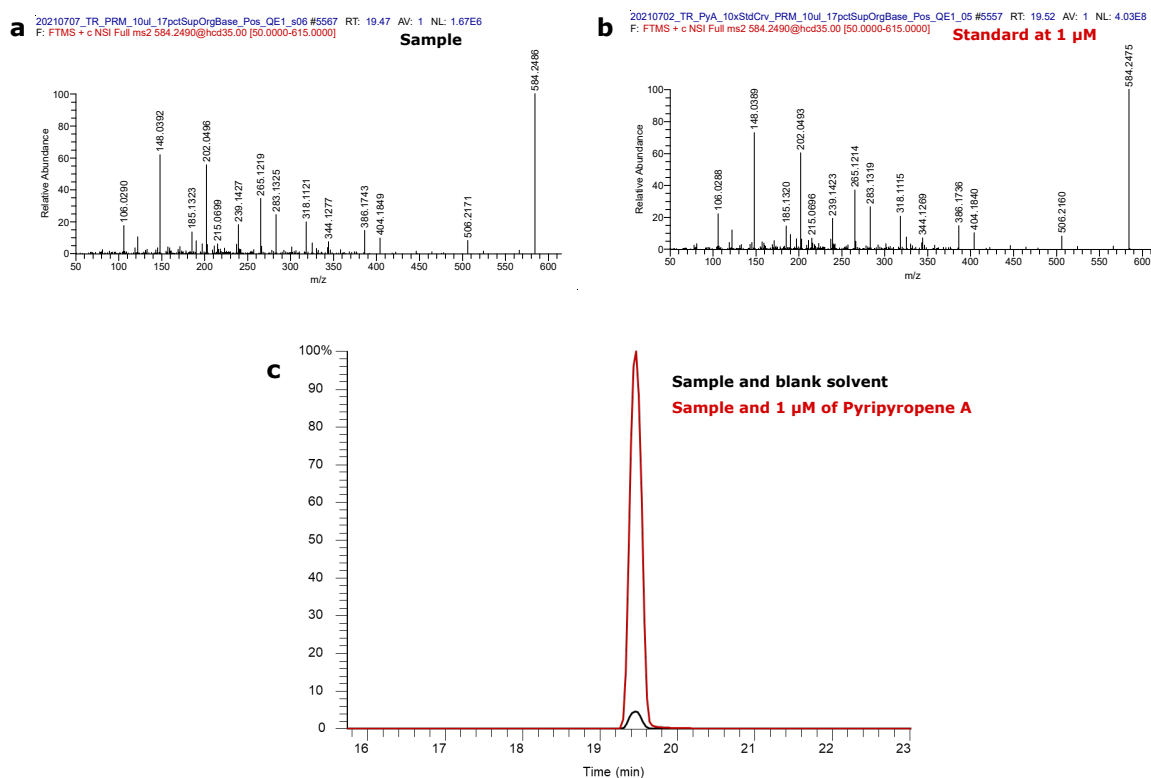 a
20210707_TR_PRM_10ul_17pctSupOrgBase_Pos_QE1_s06 #5567 RT: 19.47 AV: 1 NL: 1.67E6
F: FTMS + c NSI Full ms2 584.2490@hcd35.00 [50.0000-615.0000]
Sample
584.2486
148.0392
202.0496
265.1219
283.1325
318.1121
239.1427
106.0290
185.1323
215.0699
344.1277
386.1743
404.1849
506.2171
100
80
60
40
20
0
Relative Abundance
50 100 150 200 250 300 350 400 450 500 550 600
m/z
b
20210702_TR_PyA_10xStdCrv_PRM_10ul_17pctSupOrgBase_Pos_QE1_05 #5557 RT: 19.52 AV: 1 NL: 4.03E8
F: FTMS + c NSI Full ms2 584.2490@hcd35.00 [50.0000-615.0000]
Standard at 1 µM
584.2475
148.0389
202.0493
265.1214
283.1319
318.1115
239.1423
106.0288
185.1320
215.0696
344.1269
386.1736
404.1840
506.2160
100
80
60
40
20
0
Relative Abundance
50 100 150 200 250 300 350 400 450 500 550 600
m/z
c
100%
90
80
70
60
50
40
30
20
10
0
Sample and blank solvent
Sample and 1 µM of Pyripyropene A
16 17 18 19 20 21 22 23
Time (min)